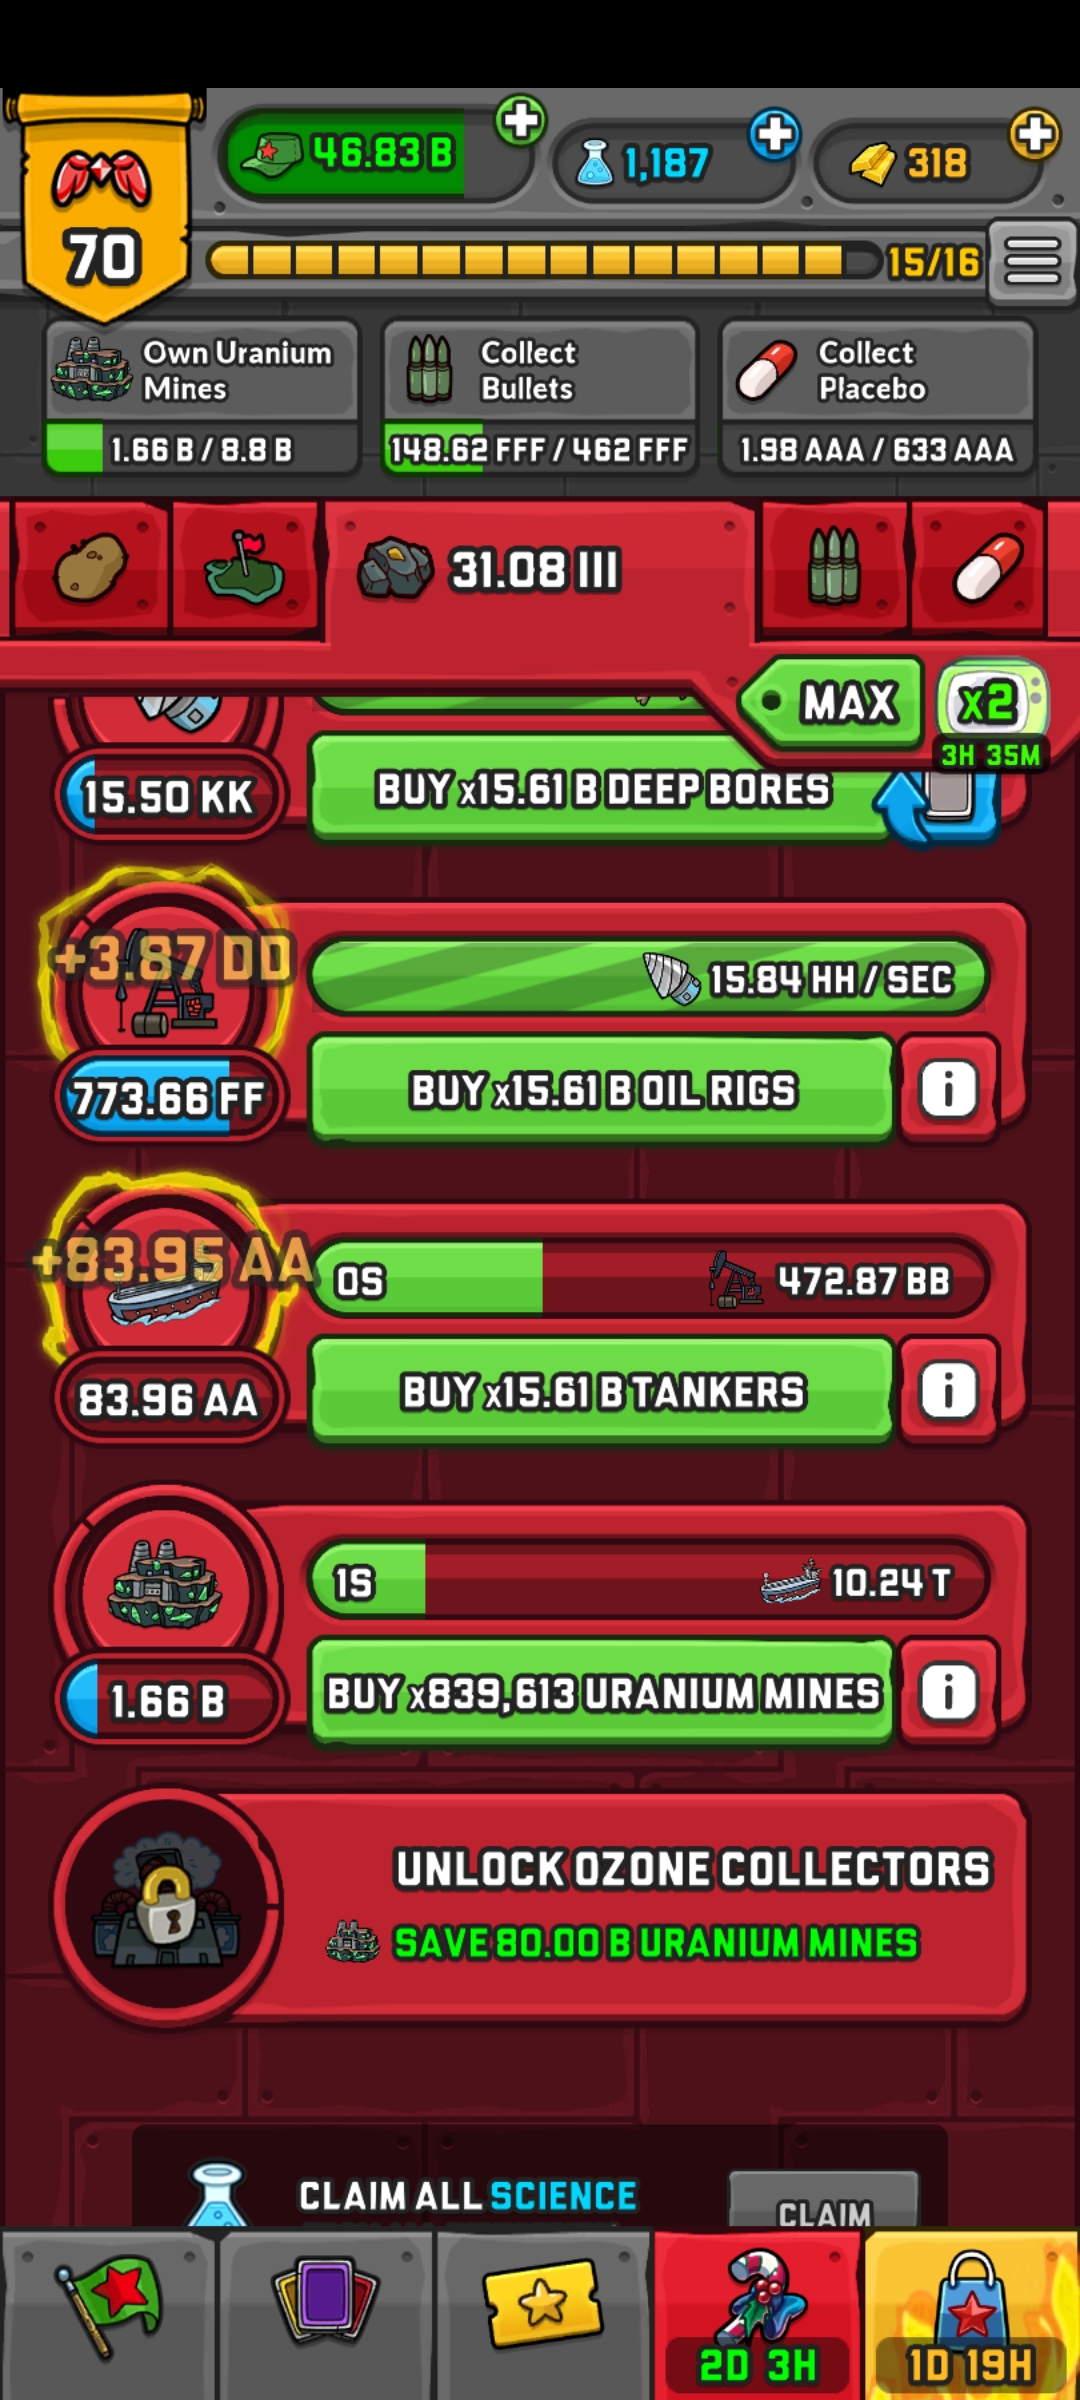 46.83 B
1,187
318
70
15/16
Own Uranium
Mines
1.66 B / 8.8 B
Collect
Bullets
148.62 FFF / 462 FFF
Collect
Placebo
1.98 AAA / 633 AAA
31.08 III
MAX
x2
3H 35M
15.50 KK
BUY x15.61 B DEEP BORES
+3.87 DD
15.84 HH / SEC
773.66 FF
BUY x15.61 B OIL RIGS
i
+83.95 AA
0S
472.87 BB
83.96 AA
BUY x15.61 B TANKERS
i
1S
10.24 T
1.66 B
BUY x839,613 URANIUM MINES
i
UNLOCK OZONE COLLECTORS
SAVE 80.00 B URANIUM MINES
CLAIM ALL SCIENCE
CLAIM
2D 3H
1D 19H